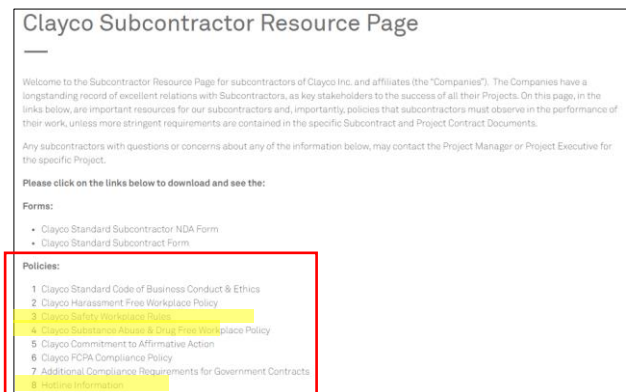 Clayco Subcontractor Resource Page
Welcome to the Subcontractor Resource Page for subcontractors of Clayco Inc. and affiliates (the "Companies"). The Companies have a
longstanding record of excellent relations with Subcontractors, as key stakeholders to the success of all their Projects. On this page, in the
links below, are important resources for our subcontractors and, importantly, policies that subcontractors must observe in the performance of
their work, unless more stringent requirements are contained in the specific Subcontract and Project Contract Documents.
Any subcontractors with questions or concerns about any of the information below, may contact the Project Manager or Project Executive for
the specific Project.
Please click on the links below to download and see the:
Forms:
• Clayco Standard Subcontractor NDA Form
• Clayco Standard Subcontract Form
Policies:
1 Clayco Standard Code of Business Conduct & Ethics
2 Clayco Harassment Free Workplace Policy
3 Clayco Safety Workplace Rules
4 Clayco Substance Abuse & Drug Free Workplace Policy
5 Clayco Commitment to Affirmative Action
6 Clayco FCPA Compliance Policy
7 Additional Compliance Requirements for Government Contracts
8 Hotline Information